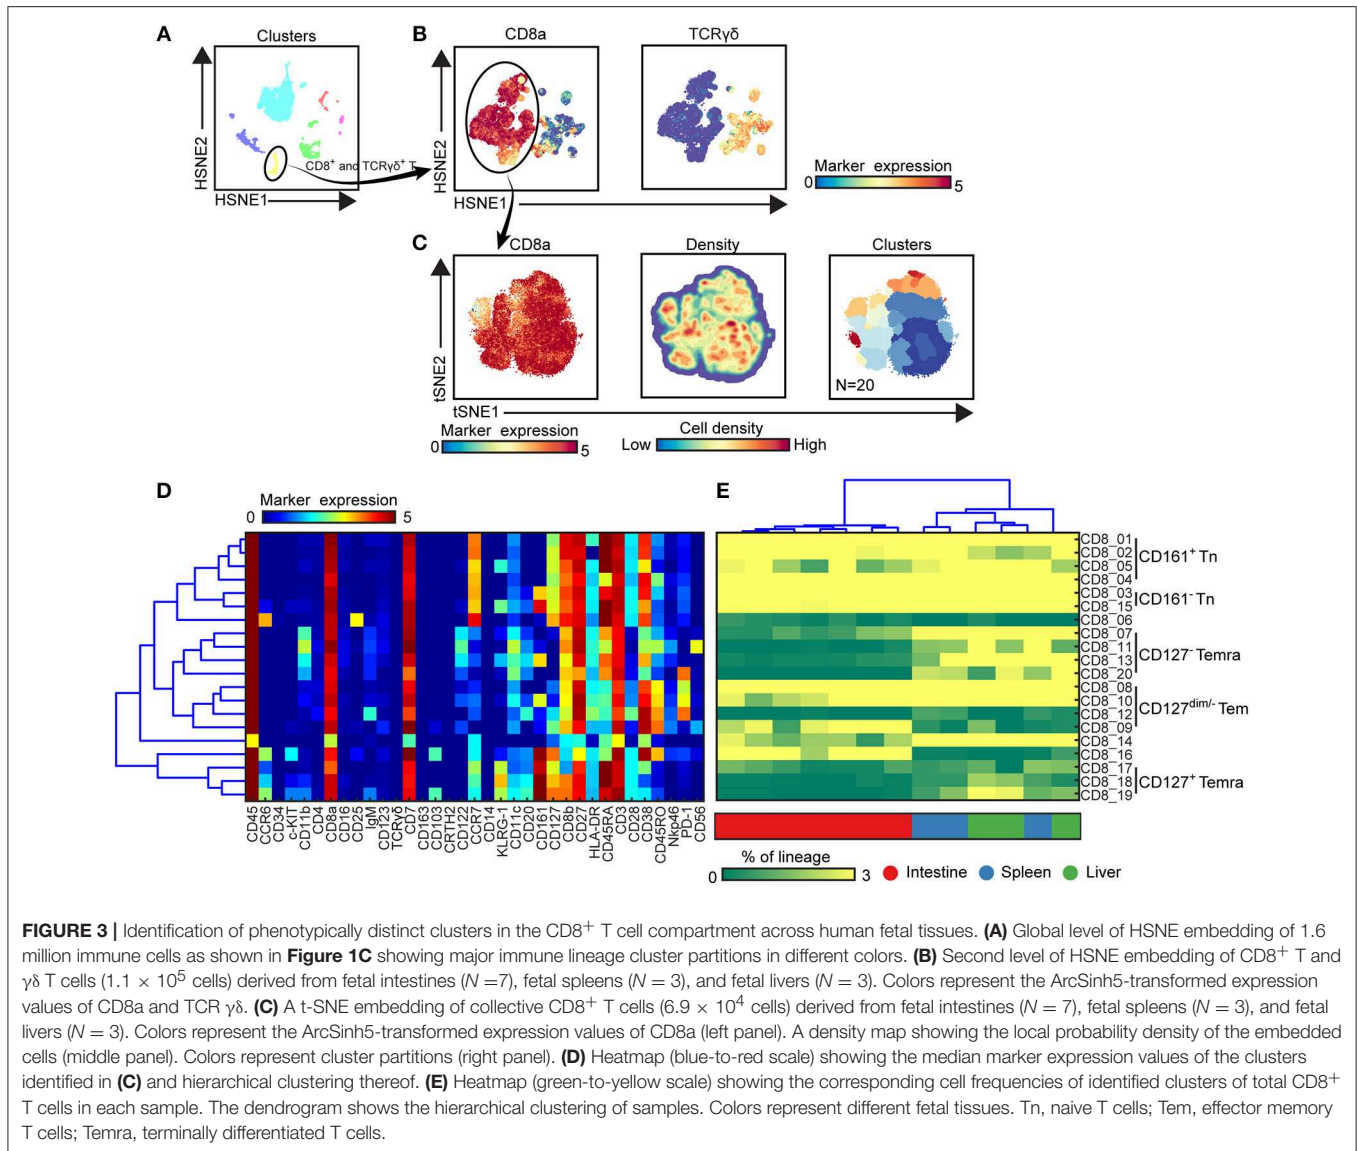 A
Clusters
HSNE2
HSNE1
CD8+ and TCRγδ+ T
B
CD8a
TCRγδ
HSNE2
HSNE1
Marker expression
0
5
C
CD8a
Density
Clusters
tSNE2
N=20
tSNE1
Marker expression
0
5
Cell density
Low
High
D
Marker expression
0
5
CD45
CCR6
CD34
c-KIT
CD11b
CD4
CD8a
CD16
CD25
IgM
CD123
TCRγδ
CD7
CD163
CD103
CRTH2
CD122
CCR7
CD14
KLRG-1
CD11c
CD20
CD161
CD127
CD8b
CD27
HLA-DR
CD45RA
CD3
CD28
CD38
CD45RO
Nkp46
PD-1
CD56
E
CD8_01
CD8_02
CD8_05
CD8_04
CD8_03
CD8_15
CD8_06
CD8_07
CD8_11
CD8_13
CD8_20
CD8_08
CD8_10
CD8_12
CD8_09
CD8_14
CD8_16
CD8_17
CD8_18
CD8_19
CD161+ Tn
CD161- Tn
CD127- Temra
CD127dim/- Tem
CD127+ Temra
% of lineage
0
3
Intestine
Spleen
Liver
FIGURE 3 | Identification of phenotypically distinct clusters in the CD8+ T cell compartment across human fetal tissues. (A) Global level of HSNE embedding of 1.6
million immune cells as shown in Figure 1C showing major immune lineage cluster partitions in different colors. (B) Second level of HSNE embedding of CD8+ T and
γδ T cells (1.1 × 10⁵ cells) derived from fetal intestines (N =7), fetal spleens (N = 3), and fetal livers (N = 3). Colors represent the ArcSinh5-transformed expression
values of CD8a and TCR γδ. (C) A t-SNE embedding of collective CD8+ T cells (6.9 × 10⁴ cells) derived from fetal intestines (N = 7), fetal spleens (N = 3), and fetal
livers (N = 3). Colors represent the ArcSinh5-transformed expression values of CD8a (left panel). A density map showing the local probability density of the embedded
cells (middle panel). Colors represent cluster partitions (right panel). (D) Heatmap (blue-to-red scale) showing the median marker expression values of the clusters
identified in (C) and hierarchical clustering thereof. (E) Heatmap (green-to-yellow scale) showing the corresponding cell frequencies of identified clusters of total CD8+
T cells in each sample. The dendrogram shows the hierarchical clustering of samples. Colors represent different fetal tissues. Tn, naive T cells; Tem, effector memory
T cells; Temra, terminally differentiated T cells.